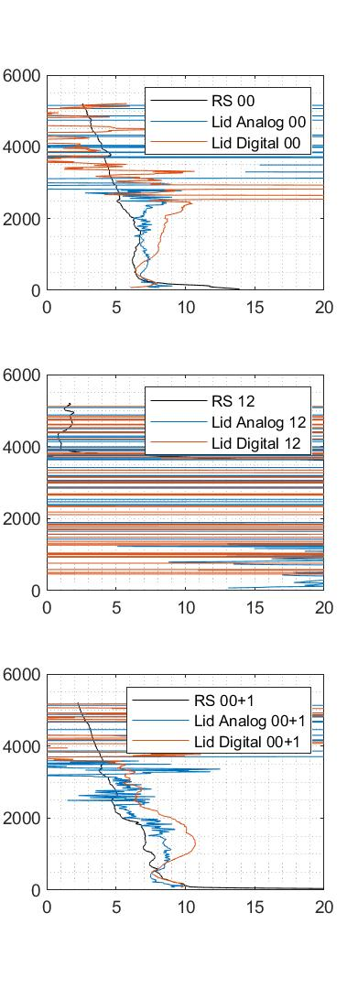 6000
4000
2000
0
RS 00
Lid Analog 00
Lid Digital 00
0 5 10 15 20
6000
4000
2000
0
RS 12
Lid Analog 12
Lid Digital 12
0 5 10 15 20
6000
4000
2000
0
RS 00+1
Lid Analog 00+1
Lid Digital 00+1
0 5 10 15 20